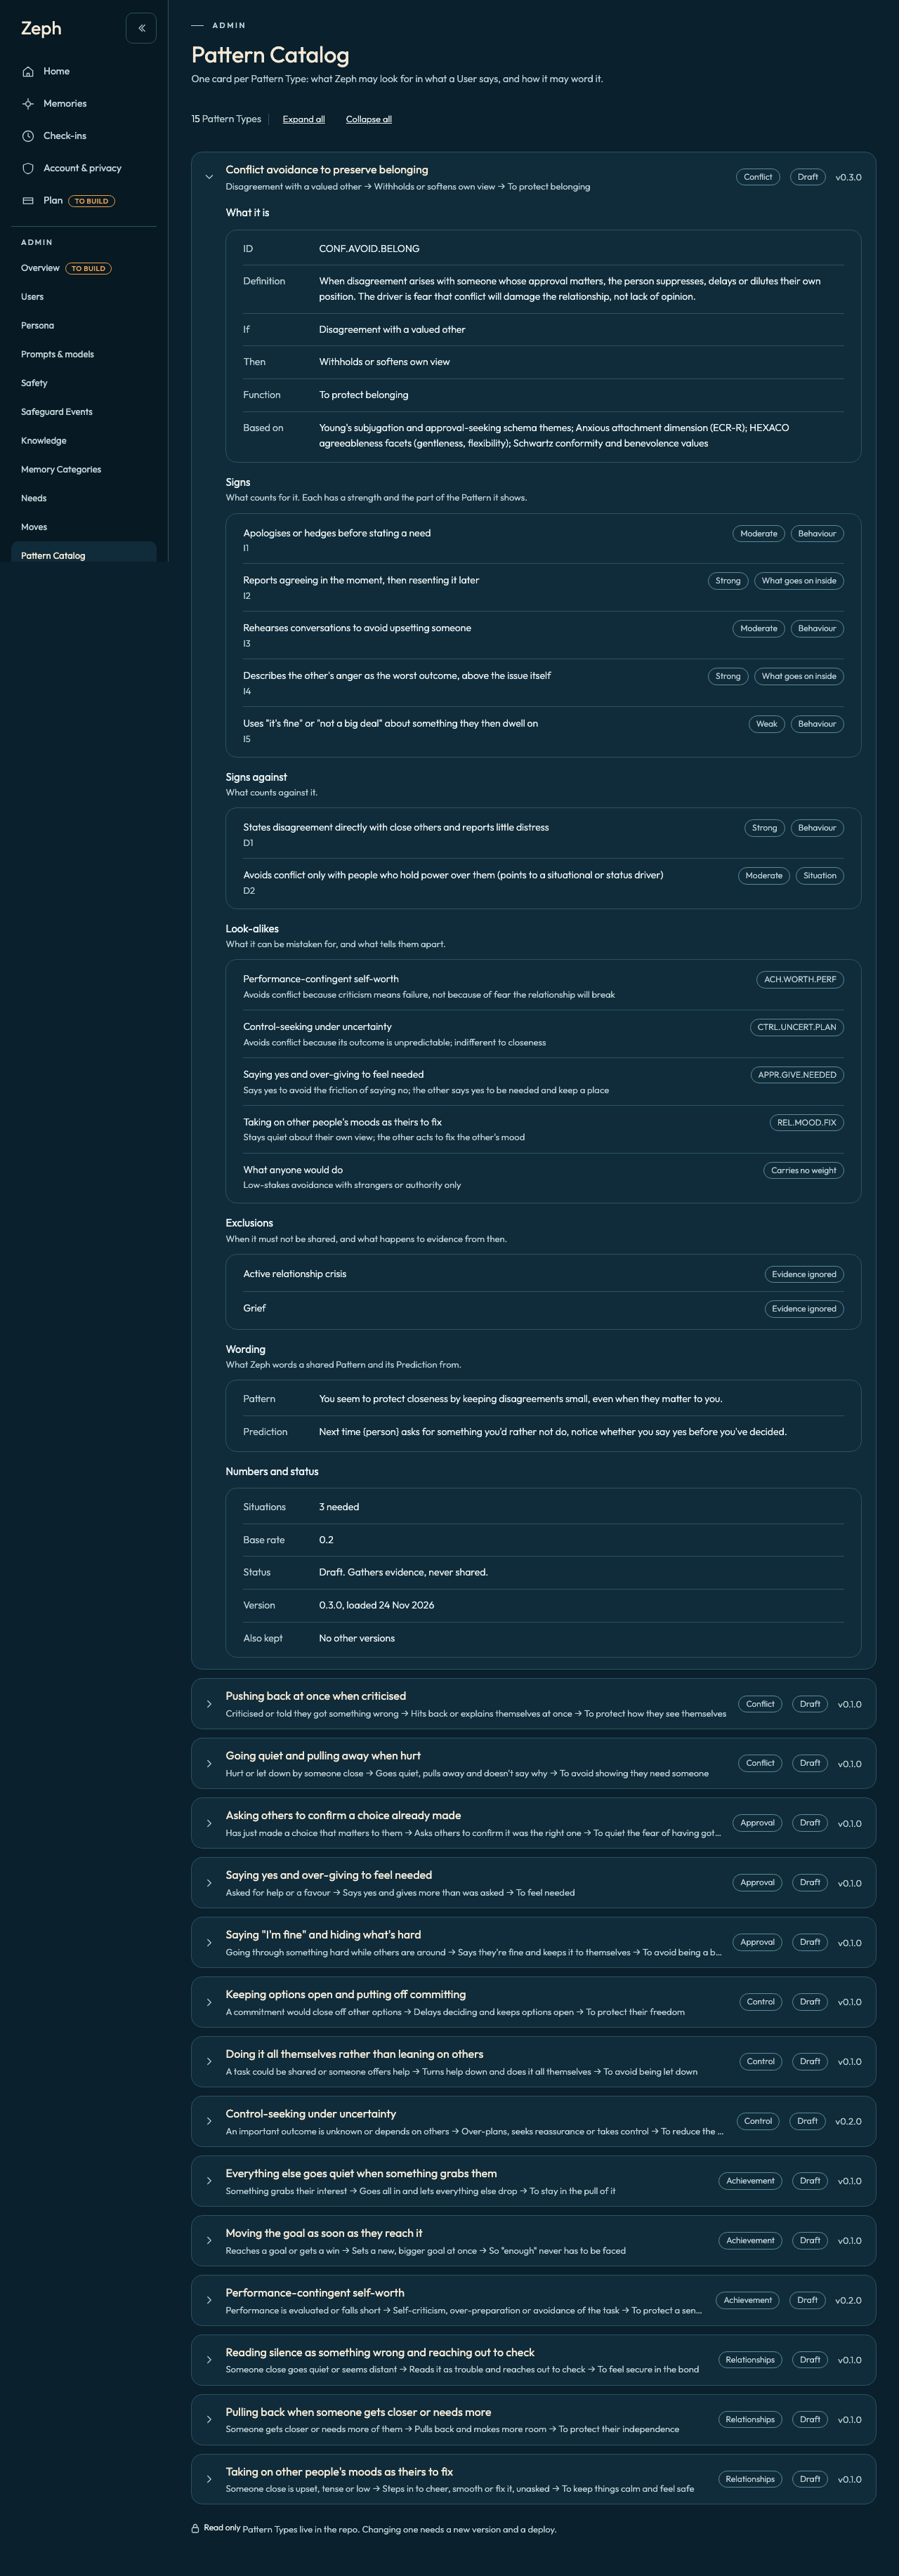 Zeph
Home
Memories
Check-ins
Account & privacy
Plan TO BUILD
ADMIN
Overview TO BUILD
Users
Persona
Prompts & models
Safety
Safeguard Events
Knowledge
Memory Categories
Needs
Moves
Pattern Catalog
ADMIN
Pattern Catalog
One card per Pattern Type: what Zeph may look for in what a User says, and how it may word it.
15 Pattern Types Expand all Collapse all
Conflict avoidance to preserve belonging
Disagreement with a valued other → Withholds or softens own view → To protect belonging
Conflict Draft v0.3.0
What it is
ID CONF.AVOID.BELONG
Definition When disagreement arises with someone whose approval matters, the person suppresses, delays or dilutes their own
position. The driver is fear that conflict will damage the relationship, not lack of opinion.
If Disagreement with a valued other
Then Withholds or softens own view
Function To protect belonging
Based on Young's subjugation and approval-seeking schema themes; Anxious attachment dimension (ECR-R); HEXACO
agreeableness facets (gentleness, flexibility); Schwartz conformity and benevolence values
Signs
What counts for it. Each has a strength and the part of the Pattern it shows.
Apologises or hedges before stating a need Moderate Behaviour
I1
Reports agreeing in the moment, then resenting it later Strong What goes on inside
I2
Rehearses conversations to avoid upsetting someone Moderate Behaviour
I3
Describes the other's anger as the worst outcome, above the issue itself Strong What goes on inside
I4
Uses "it's fine" or "not a big deal" about something they then dwell on Weak Behaviour
I5
Signs against
What counts against it.
States disagreement directly with close others and reports little distress Strong Behaviour
D1
Avoids conflict only with people who hold power over them (points to a situational or status driver) Moderate Situation
D2
Look-alikes
What it can be mistaken for, and what tells them apart.
Performance-contingent self-worth ACH.WORTH.PERF
Avoids conflict because criticism means failure, not because of fear the relationship will break
Control-seeking under uncertainty CTRL.UNCERT.PLAN
Avoids conflict because its outcome is unpredictable; indifferent to closeness
Saying yes and over-giving to feel needed APPR.GIVE.NEEDED
Says yes to avoid the friction of saying no; the other says yes to be needed and keep a place
Taking on other people's moods as theirs to fix REL.MOOD.FIX
Stays quiet about their own view; the other acts to fix the other's mood
What anyone would do Carries no weight
Low-stakes avoidance with strangers or authority only
Exclusions
When it must not be shared, and what happens to evidence from then.
Active relationship crisis Evidence ignored
Grief Evidence ignored
Wording
What Zeph words a shared Pattern and its Prediction from.
Pattern You seem to protect closeness by keeping disagreements small, even when they matter to you.
Prediction Next time {person} asks for something you'd rather not do, notice whether you say yes before you've decided.
Numbers and status
Situations 3 needed
Base rate 0.2
Status Draft. Gathers evidence, never shared.
Version 0.3.0, loaded 24 Nov 2026
Also kept No other versions
Pushing back at once when criticised
Criticised or told they got something wrong → Hits back or explains themselves at once → To protect how they see themselves
Conflict Draft v0.1.0
Going quiet and pulling away when hurt
Hurt or let down by someone close → Goes quiet, pulls away and doesn't say why → To avoid showing they need someone
Conflict Draft v0.1.0
Asking others to confirm a choice already made
Has just made a choice that matters to them → Asks others to confirm it was the right one → To quiet the fear of having got…
Approval Draft v0.1.0
Saying yes and over-giving to feel needed
Asked for help or a favour → Says yes and gives more than was asked → To feel needed
Approval Draft v0.1.0
Saying "I'm fine" and hiding what's hard
Going through something hard while others are around → Says they're fine and keeps it to themselves → To avoid being a b…
Approval Draft v0.1.0
Keeping options open and putting off committing
A commitment would close off other options → Delays deciding and keeps options open → To protect their freedom
Control Draft v0.1.0
Doing it all themselves rather than leaning on others
A task could be shared or someone offers help → Turns help down and does it all themselves → To avoid being let down
Control Draft v0.1.0
Control-seeking under uncertainty
An important outcome is unknown or depends on others → Over-plans, seeks reassurance or takes control → To reduce the …
Control Draft v0.2.0
Everything else goes quiet when something grabs them
Something grabs their interest → Goes all in and lets everything else drop → To stay in the pull of it
Achievement Draft v0.1.0
Moving the goal as soon as they reach it
Reaches a goal or gets a win → Sets a new, bigger goal at once → So "enough" never has to be faced
Achievement Draft v0.1.0
Performance-contingent self-worth
Performance is evaluated or falls short → Self-criticism, over-preparation or avoidance of the task → To protect a sen…
Achievement Draft v0.2.0
Reading silence as something wrong and reaching out to check
Someone close goes quiet or seems distant → Reads it as trouble and reaches out to check → To feel secure in the bond
Relationships Draft v0.1.0
Pulling back when someone gets closer or needs more
Someone gets closer or needs more of them → Pulls back and makes more room → To protect their independence
Relationships Draft v0.1.0
Taking on other people's moods as theirs to fix
Someone close is upset, tense or low → Steps in to cheer, smooth or fix it, unasked → To keep things calm and feel safe
Relationships Draft v0.1.0
Read only Pattern Types live in the repo. Changing one needs a new version and a deploy.